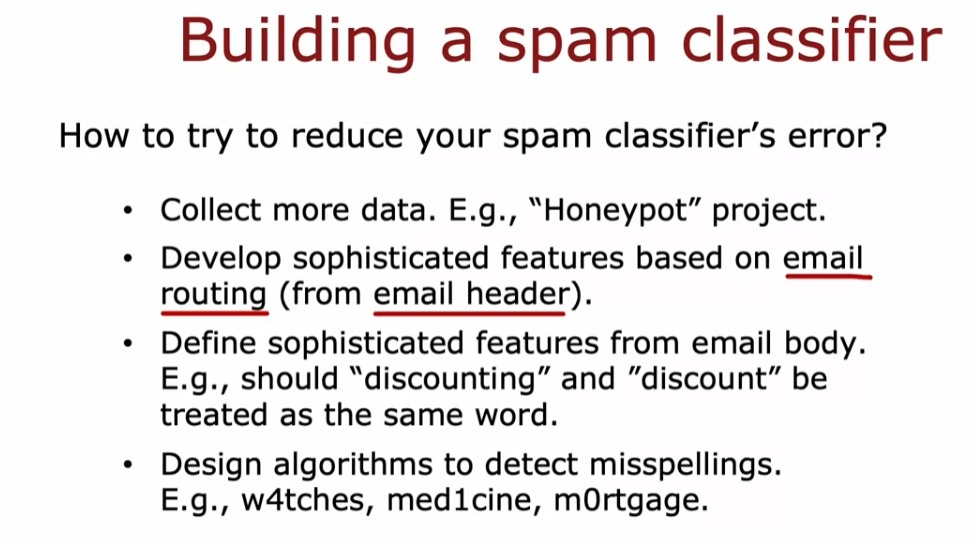 Building a spam classifier
How to try to reduce your spam classifier’s error?
• Collect more data. E.g., “Honeypot” project.
• Develop sophisticated features based on email
routing (from email header).
• Define sophisticated features from email body.
E.g., should “discounting” and ”discount” be
treated as the same word.
• Design algorithms to detect misspellings.
E.g., w4tches, med1cine, m0rtgage.